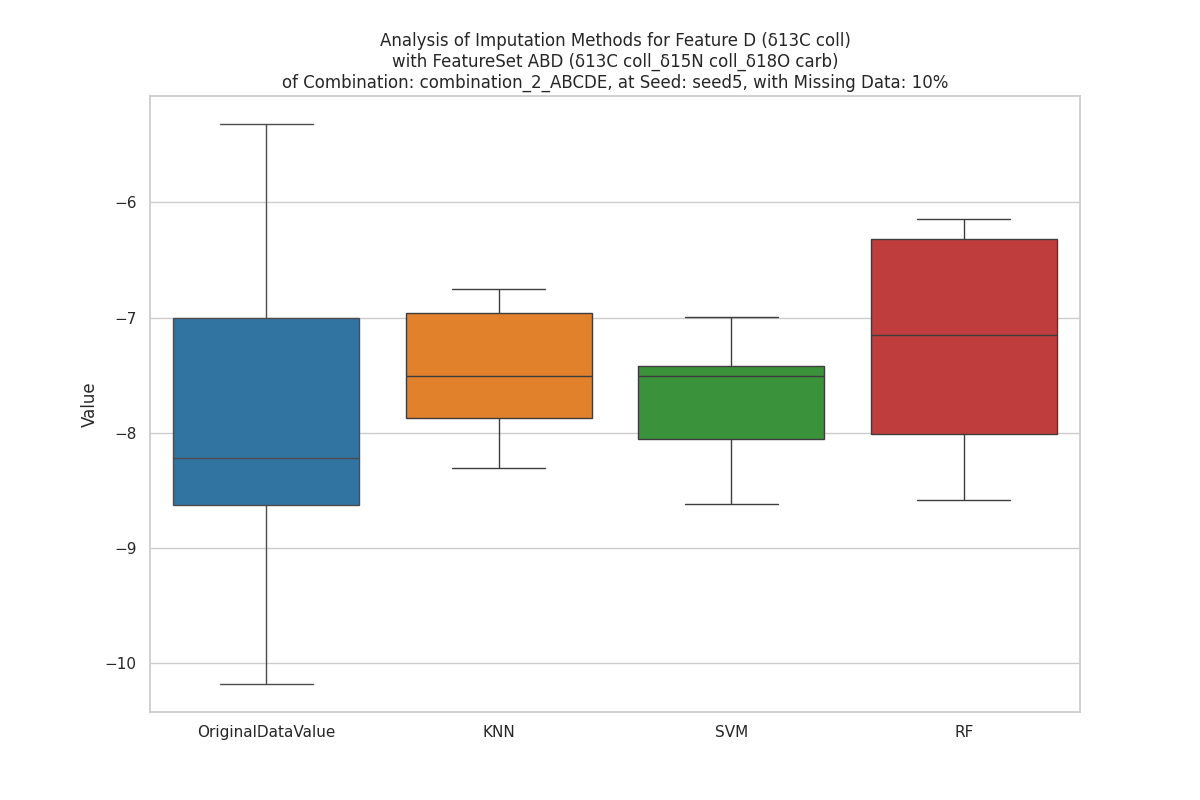 Analysis of Imputation Methods for Feature D (δ13C coll)
with FeatureSet ABD (δ13C coll_δ15N coll_δ18O carb)
of Combination: combination_2_ABCDE, at Seed: seed5, with Missing Data: 10%
Value
−6
−7
−8
−9
−10
OriginalDataValue
KNN
SVM
RF